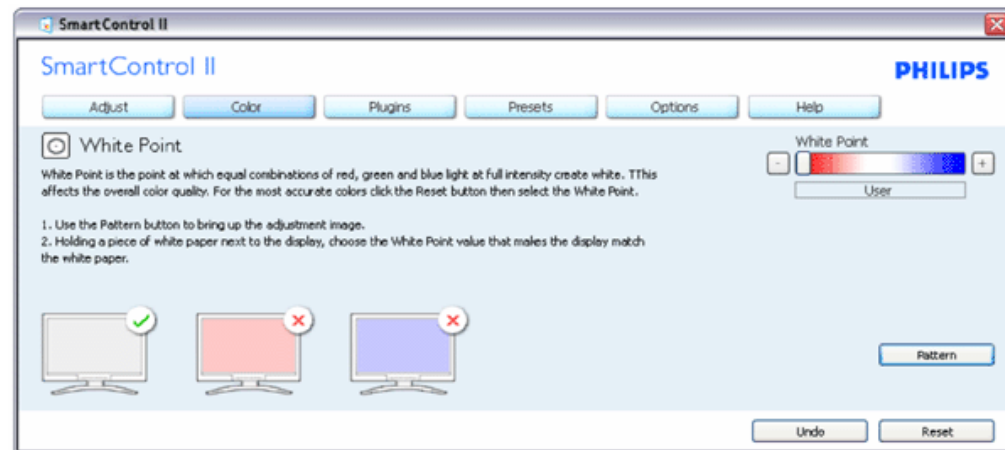 SmartControl II
SmartControl II
PHILIPS
Adjust
Color
Plugins
Presets
Options
Help
White Point
White Point is the point at which equal combinations of red, green and blue light at full intensity create white. TThis
affects the overall color quality. For the most accurate colors click the Reset button then select the White Point.
1. Use the Pattern button to bring up the adjustment image.
2. Holding a piece of white paper next to the display, choose the White Point value that makes the display match
the white paper.
White Point
- +
User
Pattern
Undo
Reset